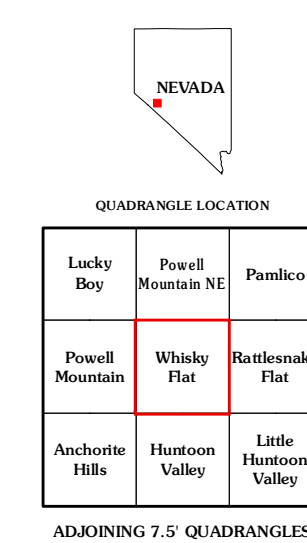 NEVADA
QUADRANGLE LOCATION
Lucky
Boy
Powell
Mountain NE
Pamlico
Powell
Mountain
Whisky
Flat
Rattlesnak
Flat
Anchorite
Hills
Huntoon
Valley
Little
Huntoon
Valley
ADJOINING 7.5' QUADRANGLES